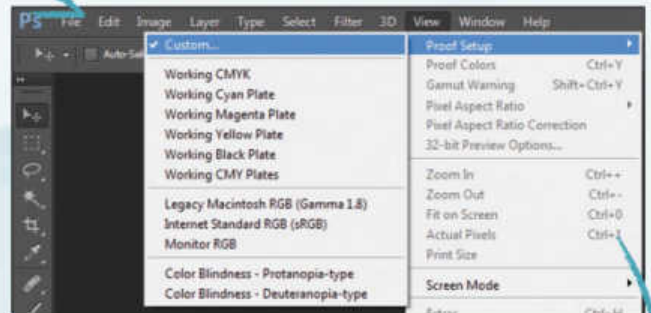 Ps File Edit Image Layer Type Select Filter 3D View Window Help
Custom...
Working CMYK
Working Cyan Plate
Working Magenta Plate
Working Yellow Plate
Working Black Plate
Working CMY Plates
Legacy Macintosh RGB (Gamma 1.8)
Internet Standard RGB (sRGB)
Monitor RGB
Color Blindness - Protanopia-type
Color Blindness - Deuteranopia-type
Proof Setup
Proof Colors Ctrl+Y
Gamut Warning Shift+Ctrl+Y
Pixel Aspect Ratio
Pixel Aspect Ratio Correction
32-bit Preview Options...
Zoom In Ctrl++
Zoom Out Ctrl+-
Fit on Screen Ctrl+0
Actual Pixels Ctrl+1
Print Size
Screen Mode